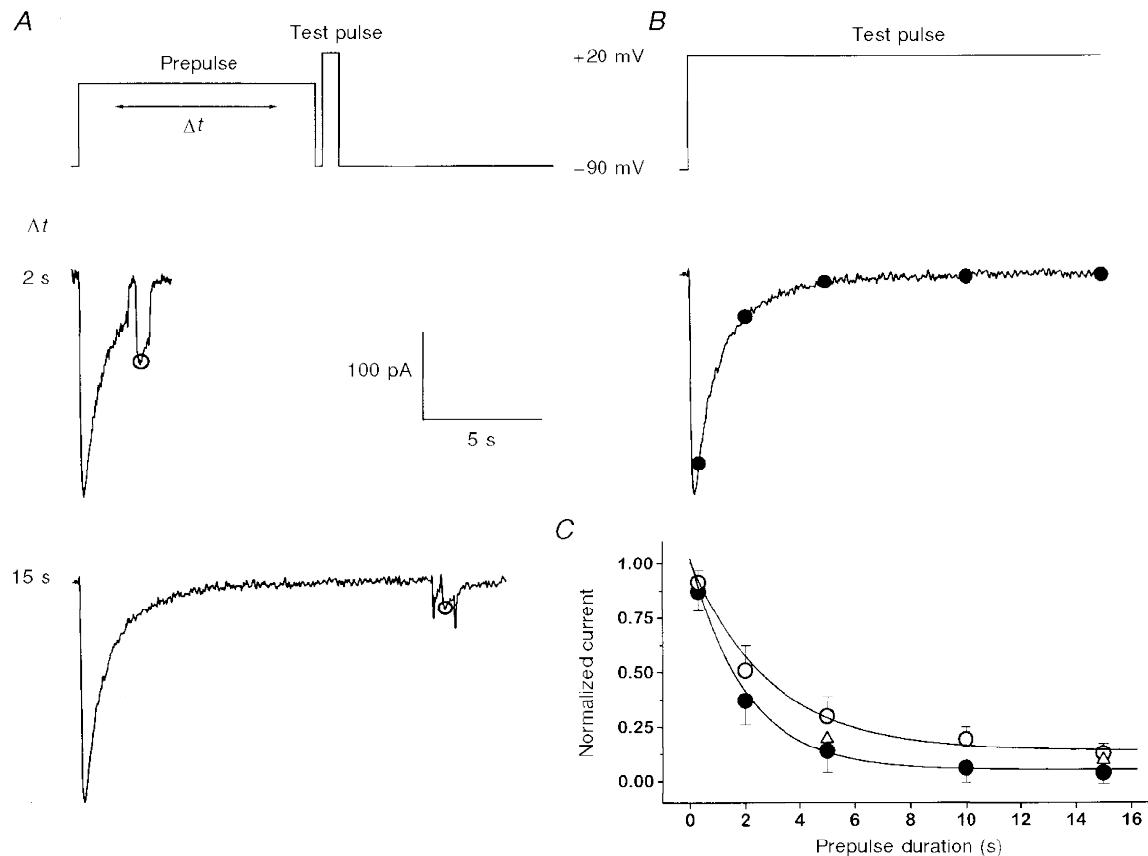 A
Test pulse
Prepulse
Δt
B
Test pulse
+20 mV
−90 mV
Δt
2 s
100 pA
5 s
15 s
C
1.00
0.75
0.50
0.25
0.00
Normalized current
0 2 4 6 8 10 12 14 16
Prepulse duration (s)